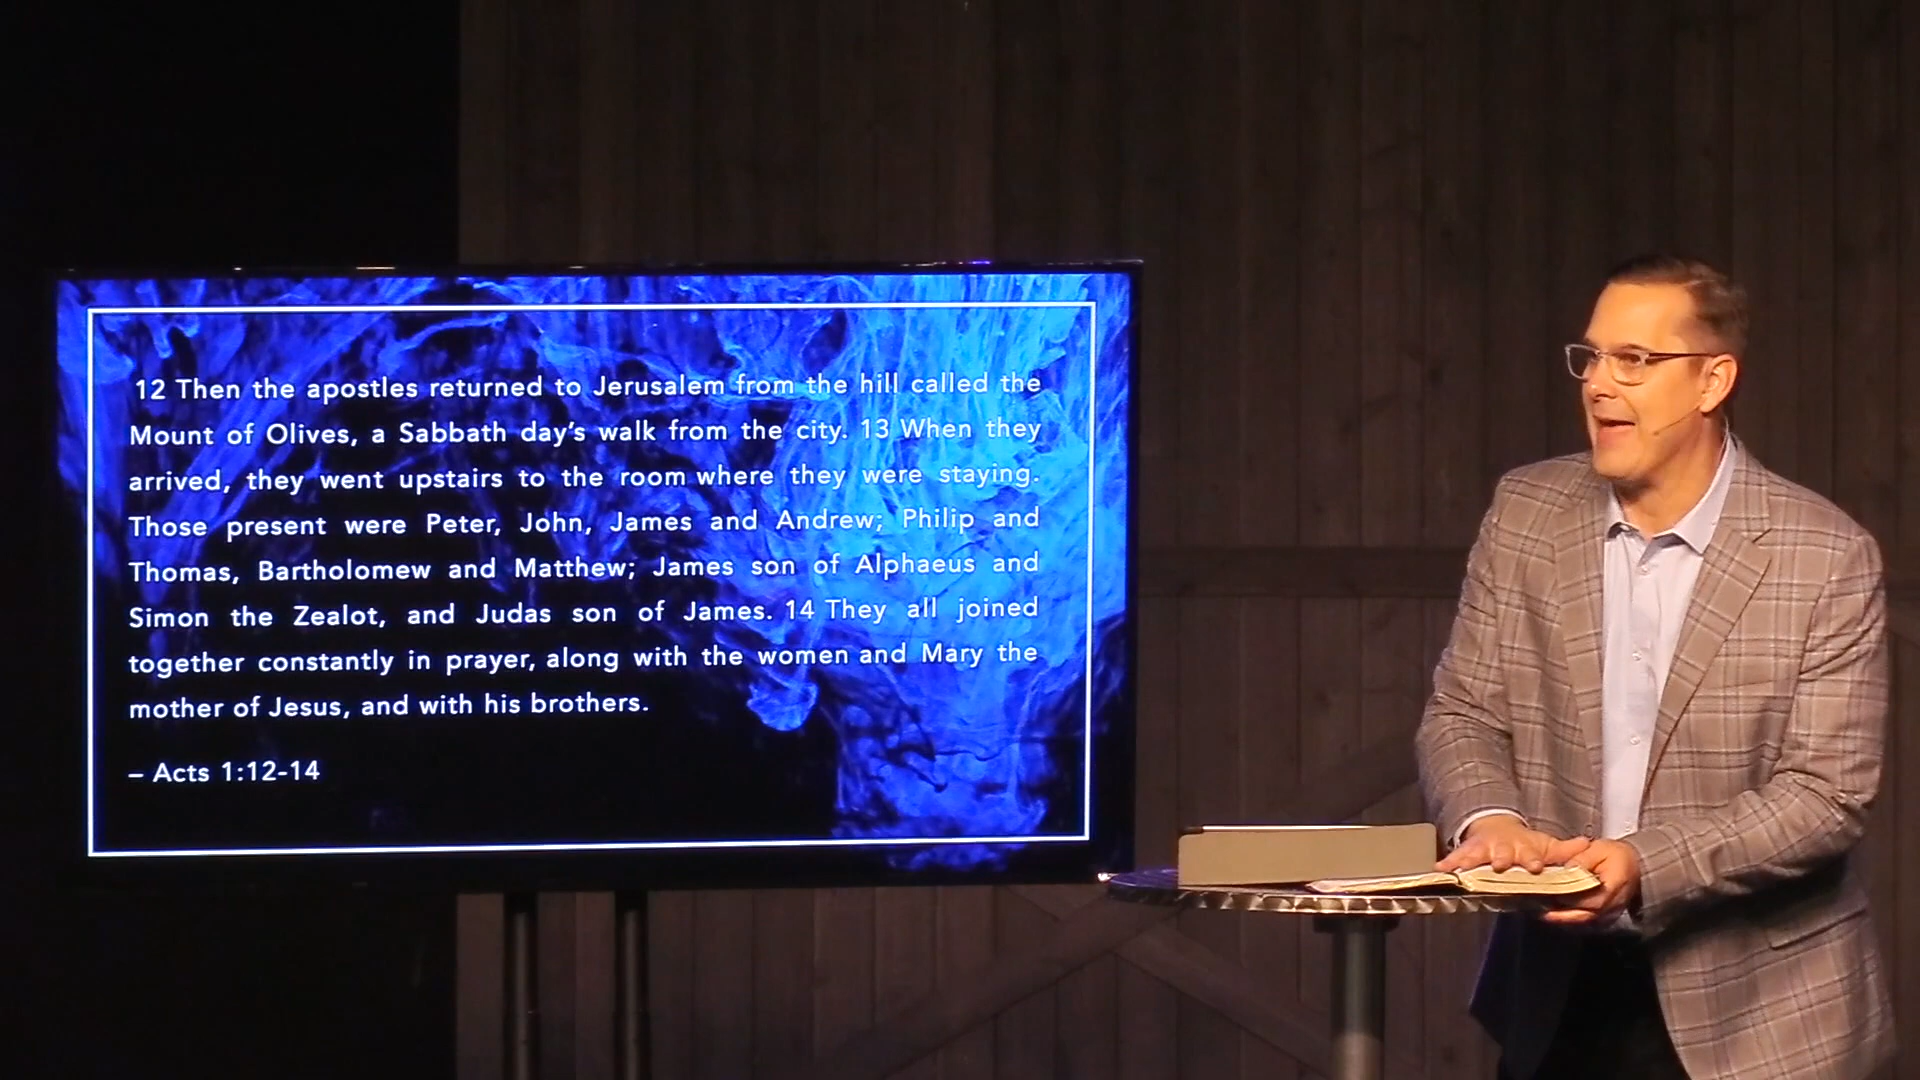 12 Then the apostles returned to Jerusalem from the hill called the
Mount of Olives, a Sabbath day’s walk from the city. 13 When they
arrived, they went upstairs to the room where they were staying.
Those present were Peter, John, James and Andrew; Philip and
Thomas, Bartholomew and Matthew; James son of Alphaeus and
Simon the Zealot, and Judas son of James. 14 They all joined
together constantly in prayer, along with the women and Mary the
mother of Jesus, and with his brothers.
– Acts 1:12-14